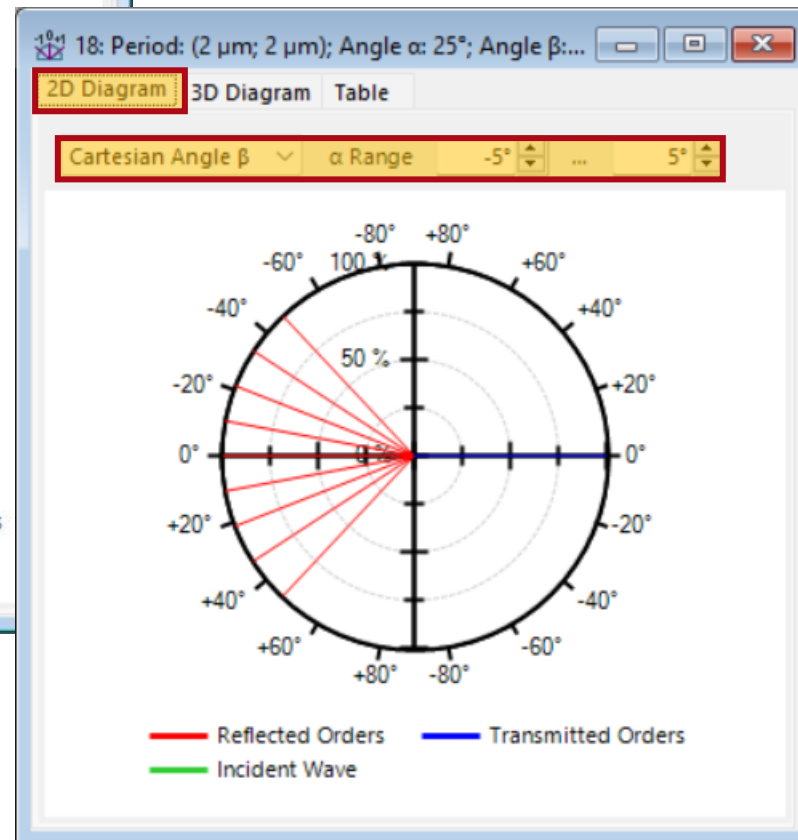 18: Period: (2 µm; 2 µm); Angle α: 25°; Angle β:...
2D Diagram 3D Diagram Table
Cartesian Angle β α Range -5° ... 5°
-80° +80°
-60° 100 % +60°
-40° +40°
50 %
-20° +20°
0° 0 % 0°
+20° -20°
+40° -40°
+60° -60°
+80° -80°
Reflected Orders Transmitted Orders
Incident Wave